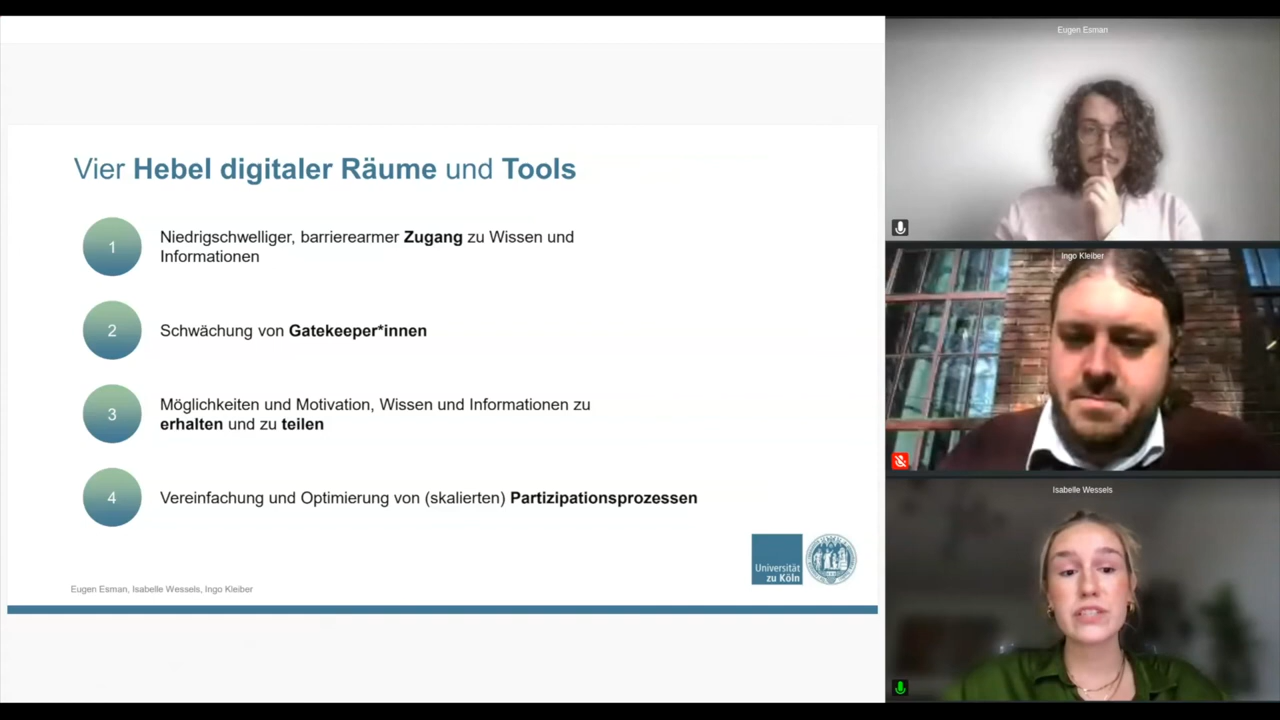 Vier Hebel digitaler Räume und Tools
1
Niedrigschwelliger, barrierearmer Zugang zu Wissen und
Informationen
2
Schwächung von Gatekeeper*innen
3
Möglichkeiten und Motivation, Wissen und Informationen zu
erhalten und zu teilen
4
Vereinfachung und Optimierung von (skalierten) Partizipationsprozessen
Universität
zu Köln
Eugen Esman, Isabelle Wessels, Ingo Kleiber
Eugen Esman
Ingo Kleiber
Isabelle Wessels